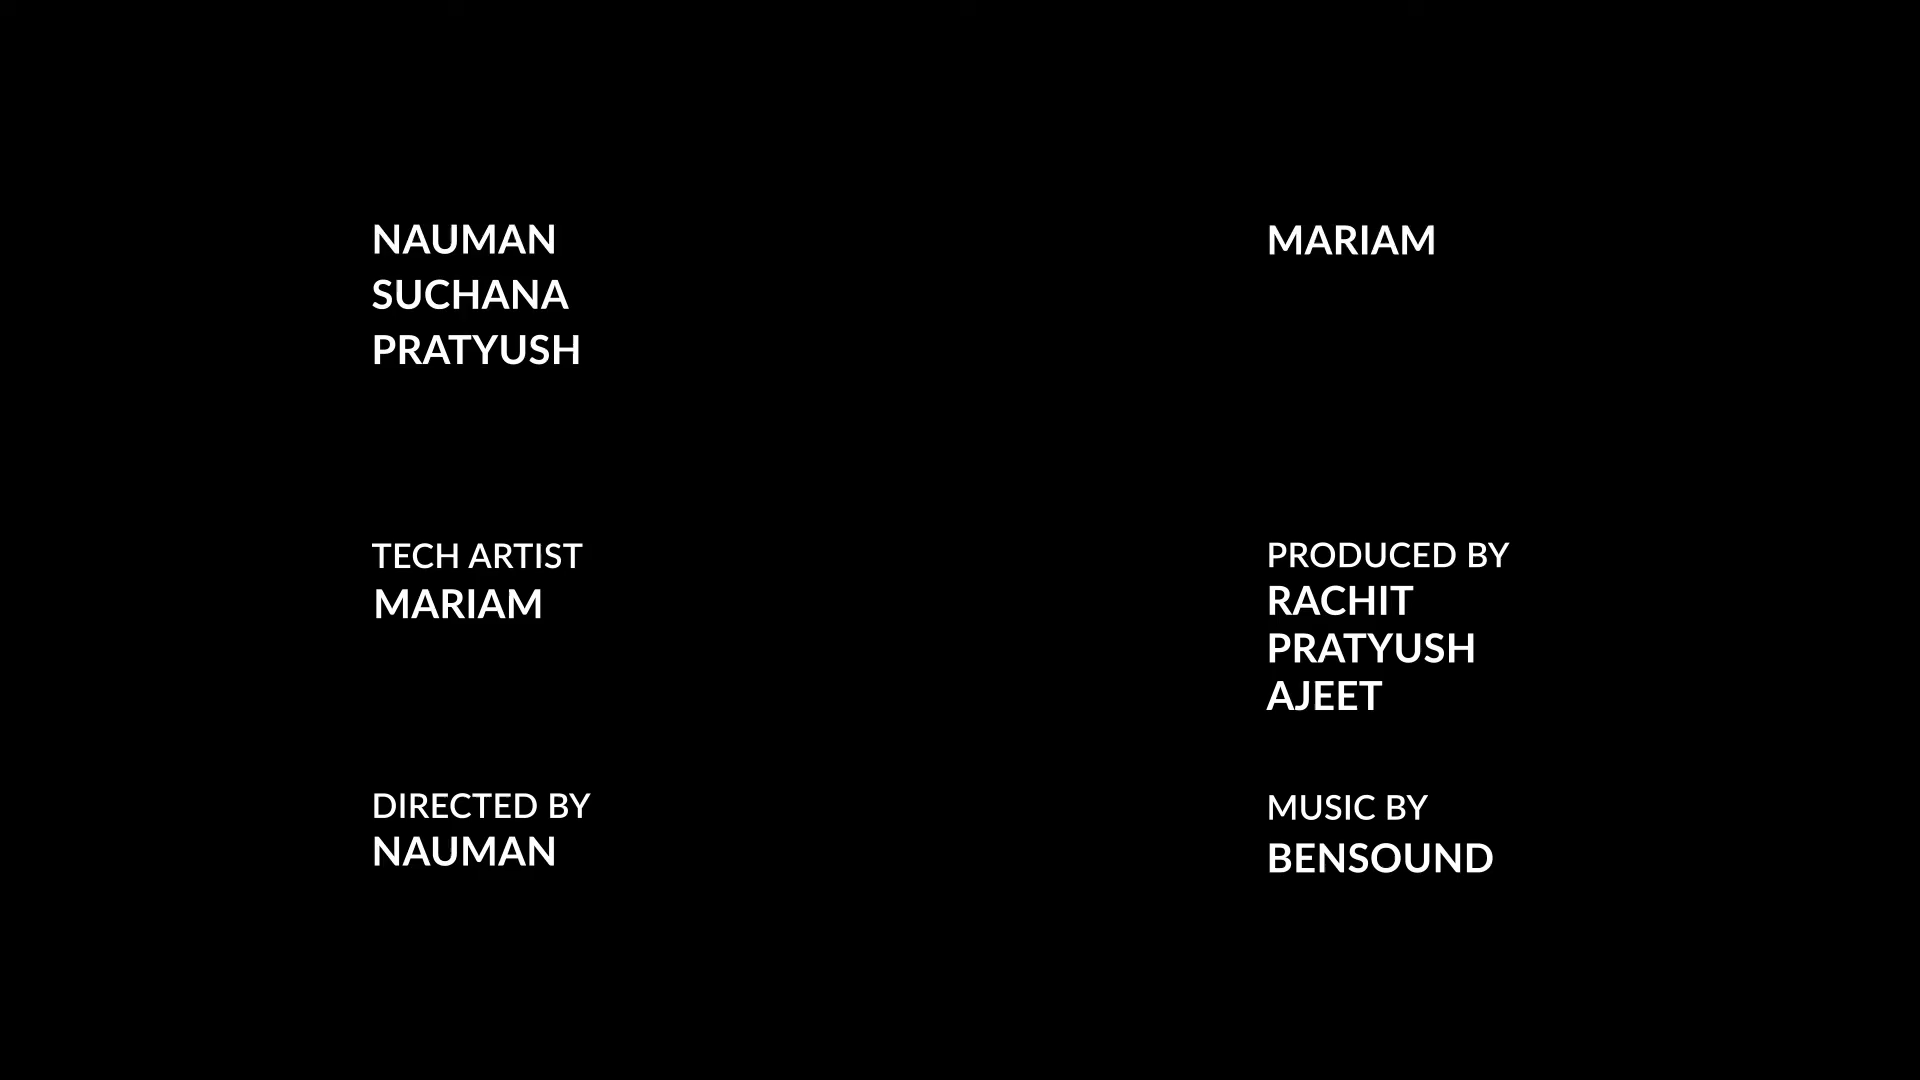 NAUMAN
SUCHANA
PRATYUSH
MARIAM
TECH ARTIST
MARIAM
PRODUCED BY
RACHIT
PRATYUSH
AJEET
DIRECTED BY
NAUMAN
MUSIC BY
BENSOUND